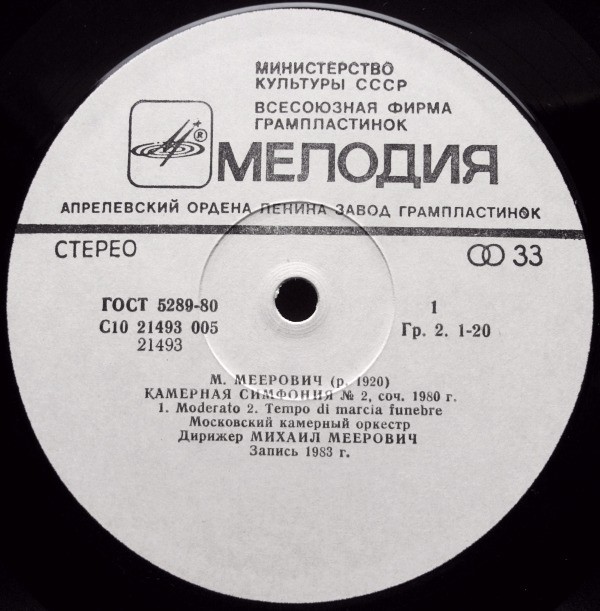 МИНИСТЕРСТВО
КУЛЬТУРЫ СССР
ВСЕСОЮЗНАЯ ФИРМА
ГРАМПЛАСТИНОК
®
МЕЛОДИЯ
АПРЕЛЕВСКИЙ ОРДЕНА ЛЕНИНА ЗАВОД ГРАМПЛАСТИНОК
СТЕРЕО
33
ГОСТ 5289-80
1
С10 21493 005
Гр. 2. 1-20
21493
М. МЕЕРОВИЧ (р. 1920)
КАМЕРНАЯ СИМФОНИЯ № 2, соч. 1980 г.
1. Moderato 2. Tempo di marcia funebre
Московский камерный оркестр
Дирижер МИХАИЛ МЕЕРОВИЧ
Запись 1983 г.